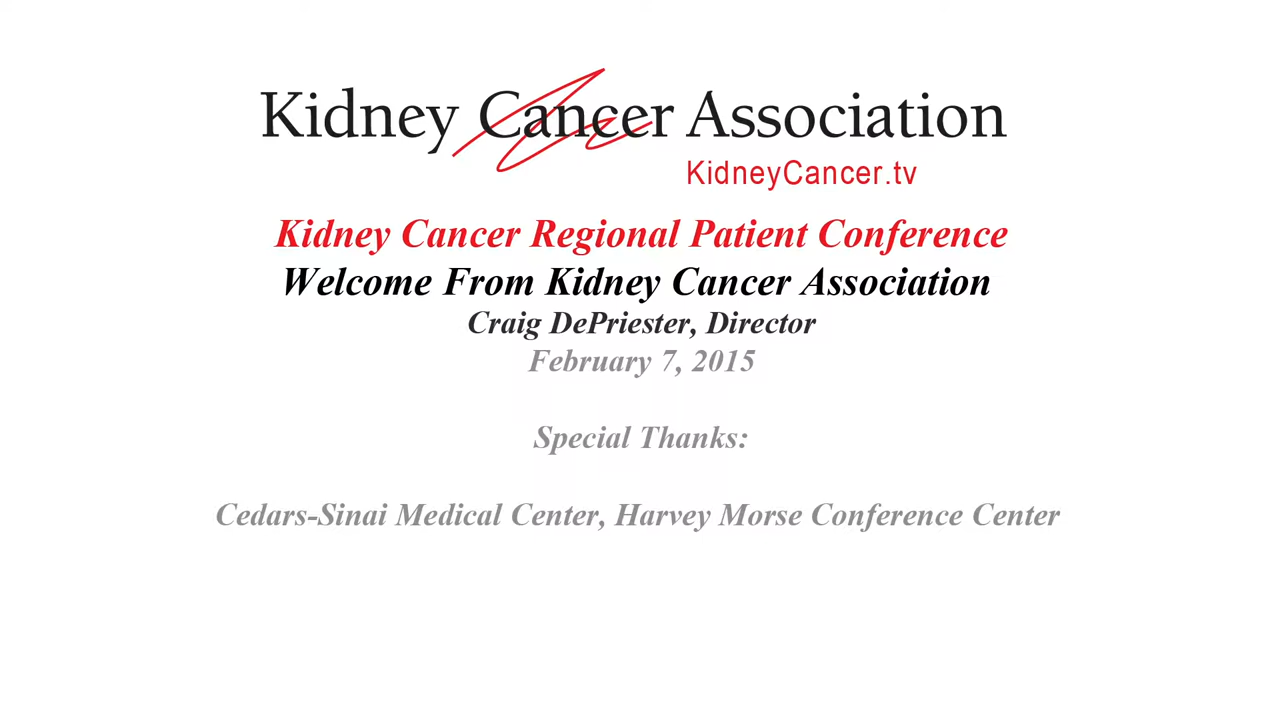 Kidney Cancer Association
KidneyCancer.tv
Kidney Cancer Regional Patient Conference
Welcome From Kidney Cancer Association
Craig DePriester, Director
February 7, 2015
Special Thanks:
Cedars-Sinai Medical Center, Harvey Morse Conference Center